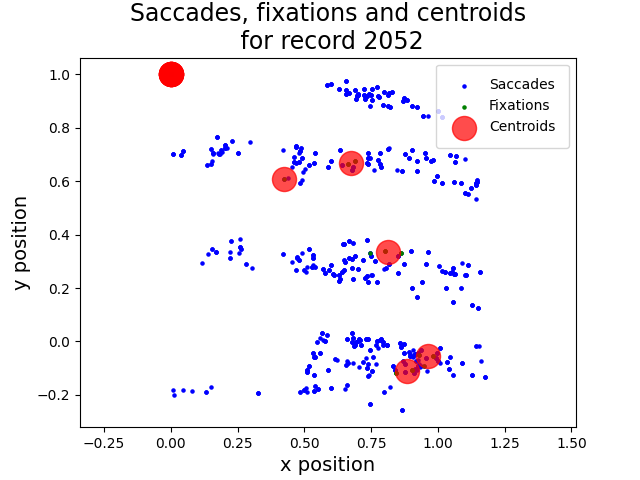 Saccades, fixations and centroids
for record 2052
1.0
0.8
0.6
0.4
0.2
0.0
−0.2
y position
Saccades
Fixations
Centroids
−0.25 0.00 0.25 0.50 0.75 1.00 1.25 1.50
x position